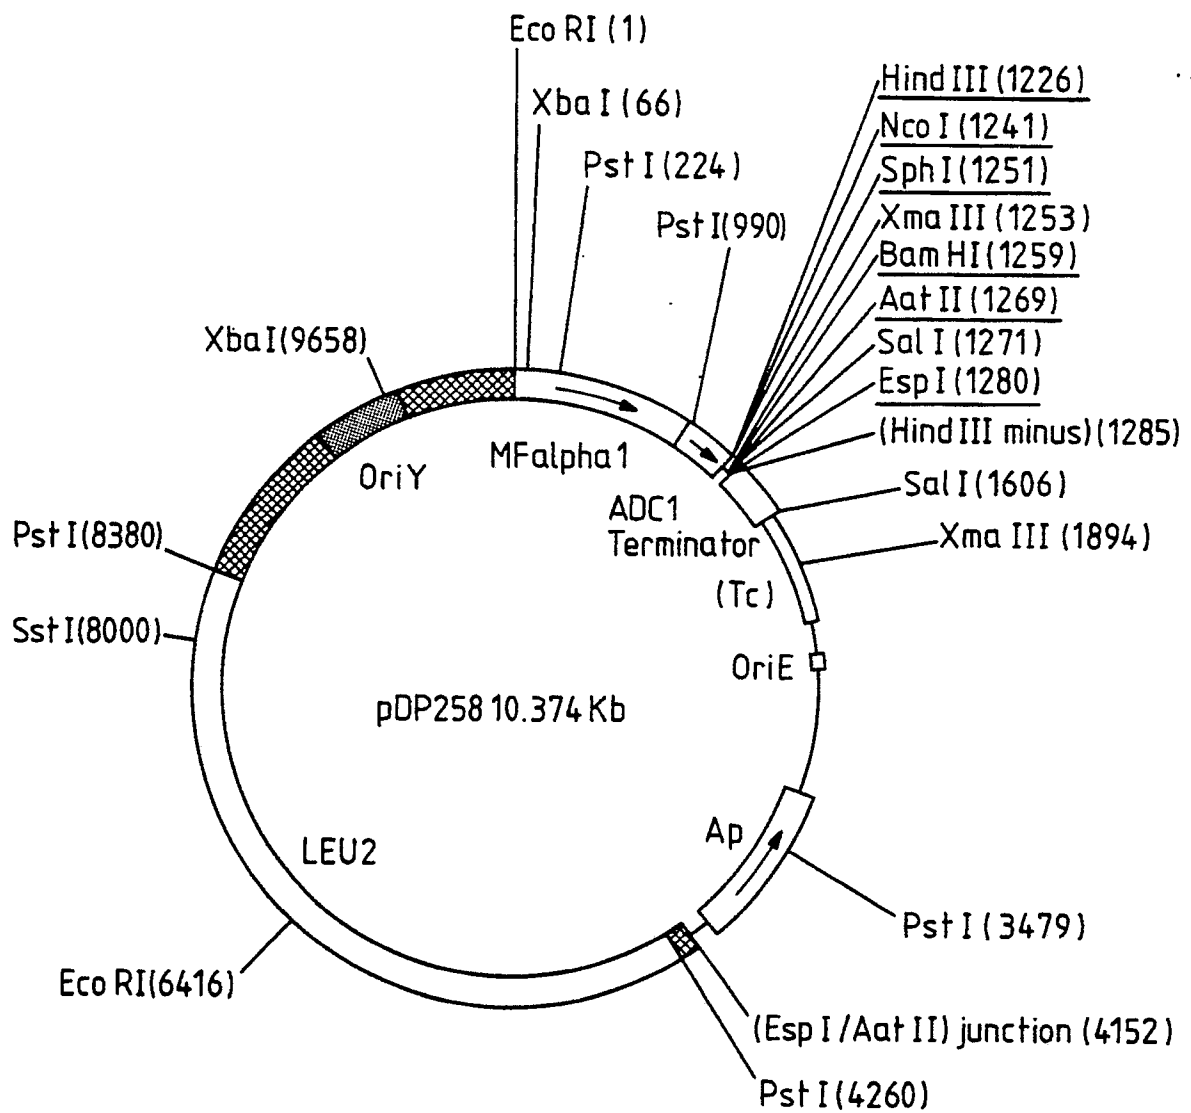 Eco RI (1)
Xba I (66)
Pst I (224)
Pst I (990)
Hind III (1226)
Nco I (1241)
Sph I (1251)
Xma III (1253)
Bam HI (1259)
Aat II (1269)
Sal I (1271)
Esp I (1280)
(Hind III minus) (1285)
Sal I (1606)
Xma III (1894)
Xba I (9658)
MFalpha1
OriY
ADC1
Terminator
(Tc)
Pst I (8380)
Sst I (8000)
OriE
pDP258 10.374 Kb
Ap
LEU2
Pst I (3479)
Eco RI (6416)
(Esp I / Aat II) junction (4152)
Pst I (4260)